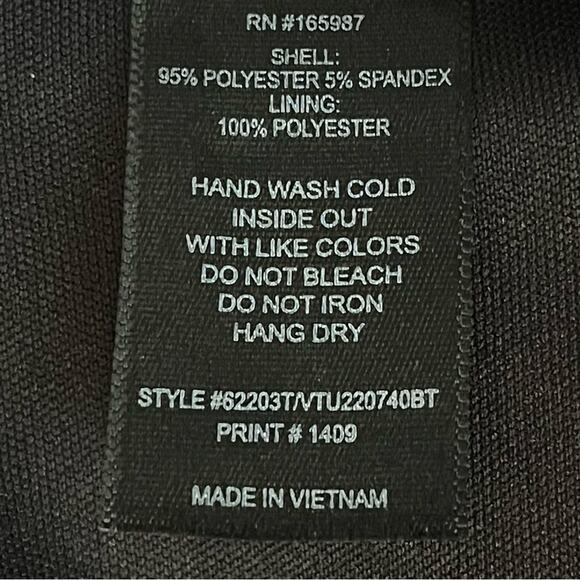 RN #165987
SHELL:
95% POLYESTER 5% SPANDEX
LINING:
100% POLYESTER
HAND WASH COLD
INSIDE OUT
WITH LIKE COLORS
DO NOT BLEACH
DO NOT IRON
HANG DRY
STYLE #62203T/VTU220740BT
PRINT # 1409
MADE IN VIETNAM